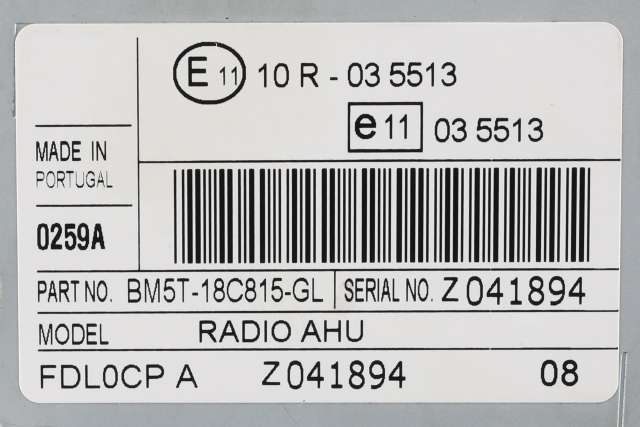 E 11 10 R - 03 5513
e 11 03 5513
MADE IN
PORTUGAL
0259A
PART NO. BM5T-18C815-GL SERIAL NO. Z041894
MODEL RADIO AHU
FDL0CP A Z041894 08